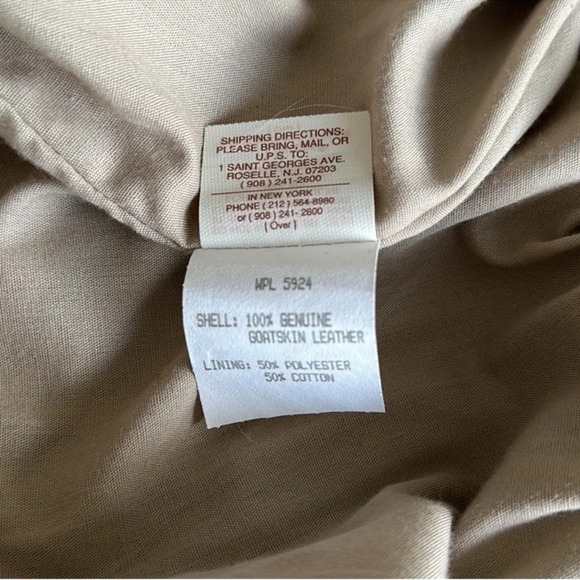 SHIPPING DIRECTIONS:
PLEASE BRING, MAIL, OR
U.P.S. TO:
1 SAINT GEORGES AVE.
ROSELLE, N.J. 07203
( 908 ) 241-2600
IN NEW YORK
PHONE ( 212 ) 564-8980
or ( 908 ) 241- 2600
( Over )
WPL 5924
SHELL: 100% GENUINE
GOATSKIN LEATHER
LINING: 50% POLYESTER
50% COTTON